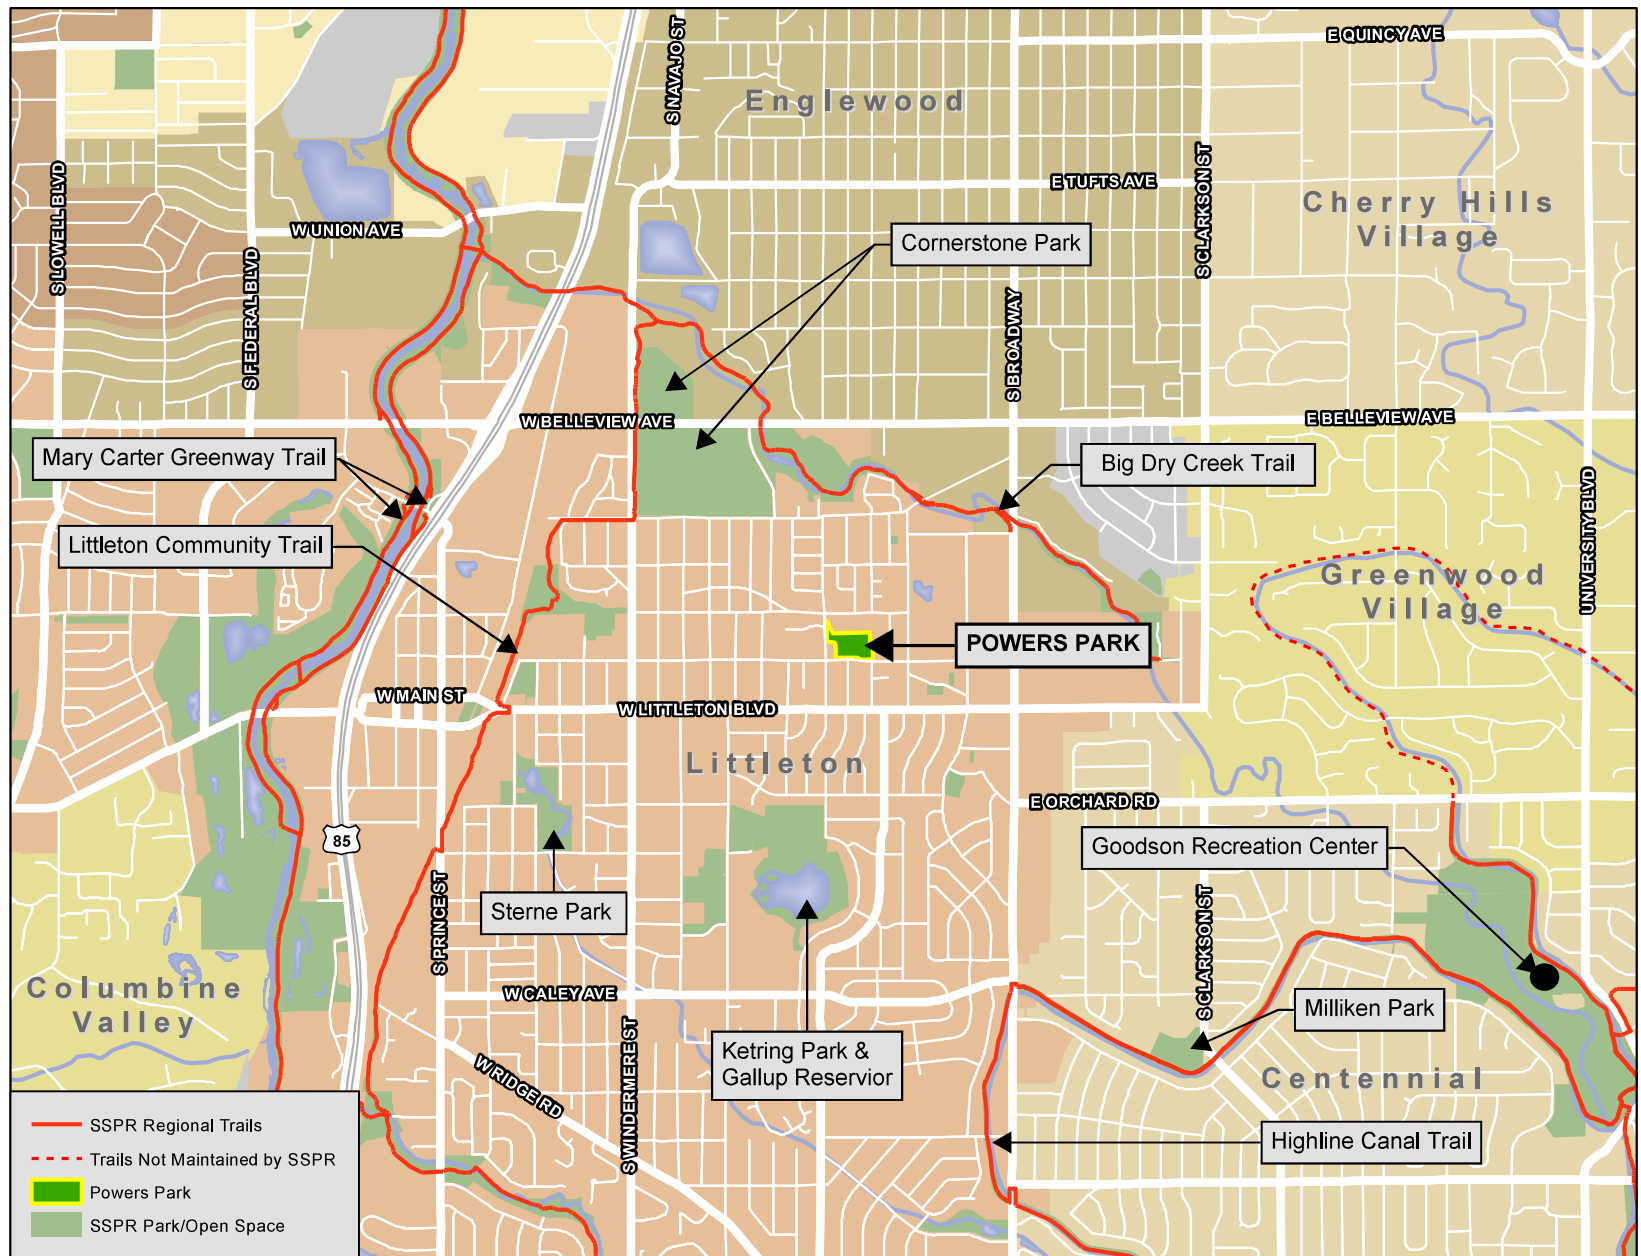 E QUINCY AVE
S NAVAJO ST
Englewood
S LOWELL BLVD
E TUFTS AVE
S CLARKSON ST
Cherry Hills
Village
W UNION AVE
S FEDERAL BLVD
Cornerstone Park
S BROADWAY
W BELLEVIEW AVE
E BELLEVIEW AVE
Mary Carter Greenway Trail
Big Dry Creek Trail
UNIVERSITY BLVD
Littleton Community Trail
Greenwood
Village
POWERS PARK
W MAIN ST
W LITTLETON BLVD
Littleton
E ORCHARD RD
85
Goodson Recreation Center
Sterne Park
S PRINCE ST
S CLARKSON ST
Columbine
Valley
W CALEY AVE
Milliken Park
S WINDERMERE ST
Ketring Park &
Gallup Reservior
W RIDGE RD
Centennial
Highline Canal Trail
SSPR Regional Trails
Trails Not Maintained by SSPR
Powers Park
SSPR Park/Open Space